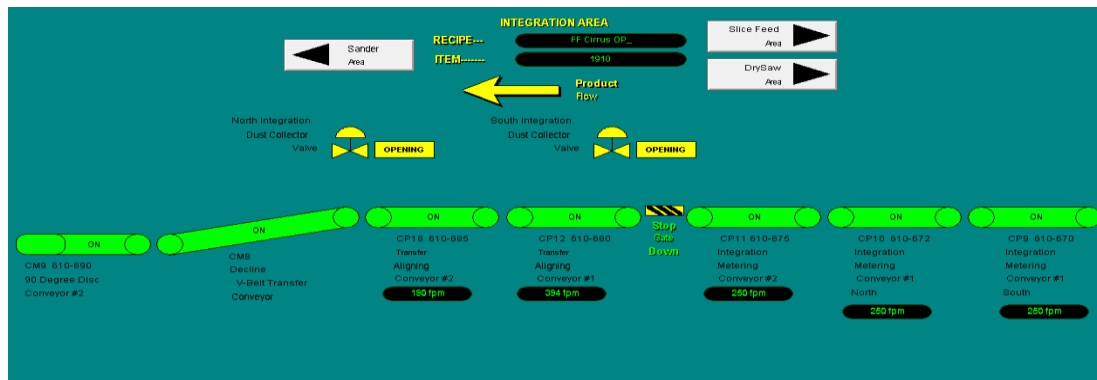 INTEGRATION AREA
RECIPE--- FF Cirrus OP_
ITEM------- 1910
Sander
Area
Slice Feed
Area
DrySaw
Area
Product
Flow
North Integration
Dust Collector
Valve
OPENING
South Integration
Dust Collector
Valve
OPENING
ON
CM9 610-690
90 Degree Disc
Conveyor #2
ON
CM8
Decline
V-Belt Transfer
Conveyor
ON
CP18 610-685
Transfer
Aligning
Conveyor #2
190 fpm
ON
CP12 610-680
Transfer
Aligning
Conveyor #1
394 fpm
Stop
Gate
Down
ON
CP11 610-675
Integration
Metering
Conveyor #2
250 fpm
ON
CP10 610-672
Integration
Metering
Conveyor #1
North
250 fpm
ON
CP9 610-670
Integration
Metering
Conveyor #1
South
250 fpm